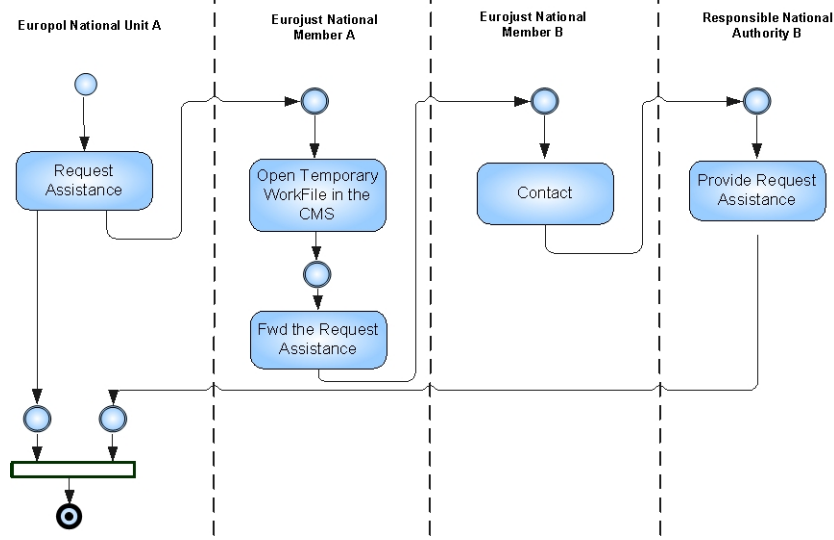 Europol National Unit A
Eurojust National
Member A
Eurojust National
Member B
Responsible National
Authority B
Request
Assistance
Open Temporary
WorkFile in the
CMS
Fwd the Request
Assistance
Contact
Provide Request
Assistance